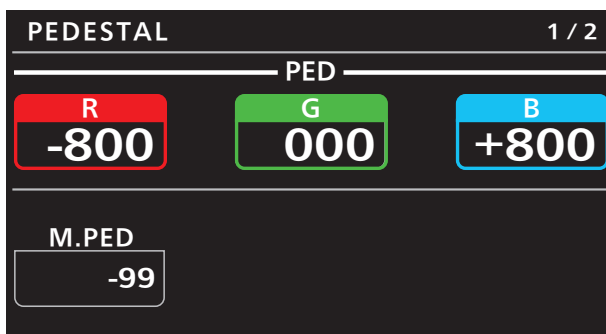 PEDESTAL 1 / 2
PED
R G B
-800 000 +800
M.PED
-99